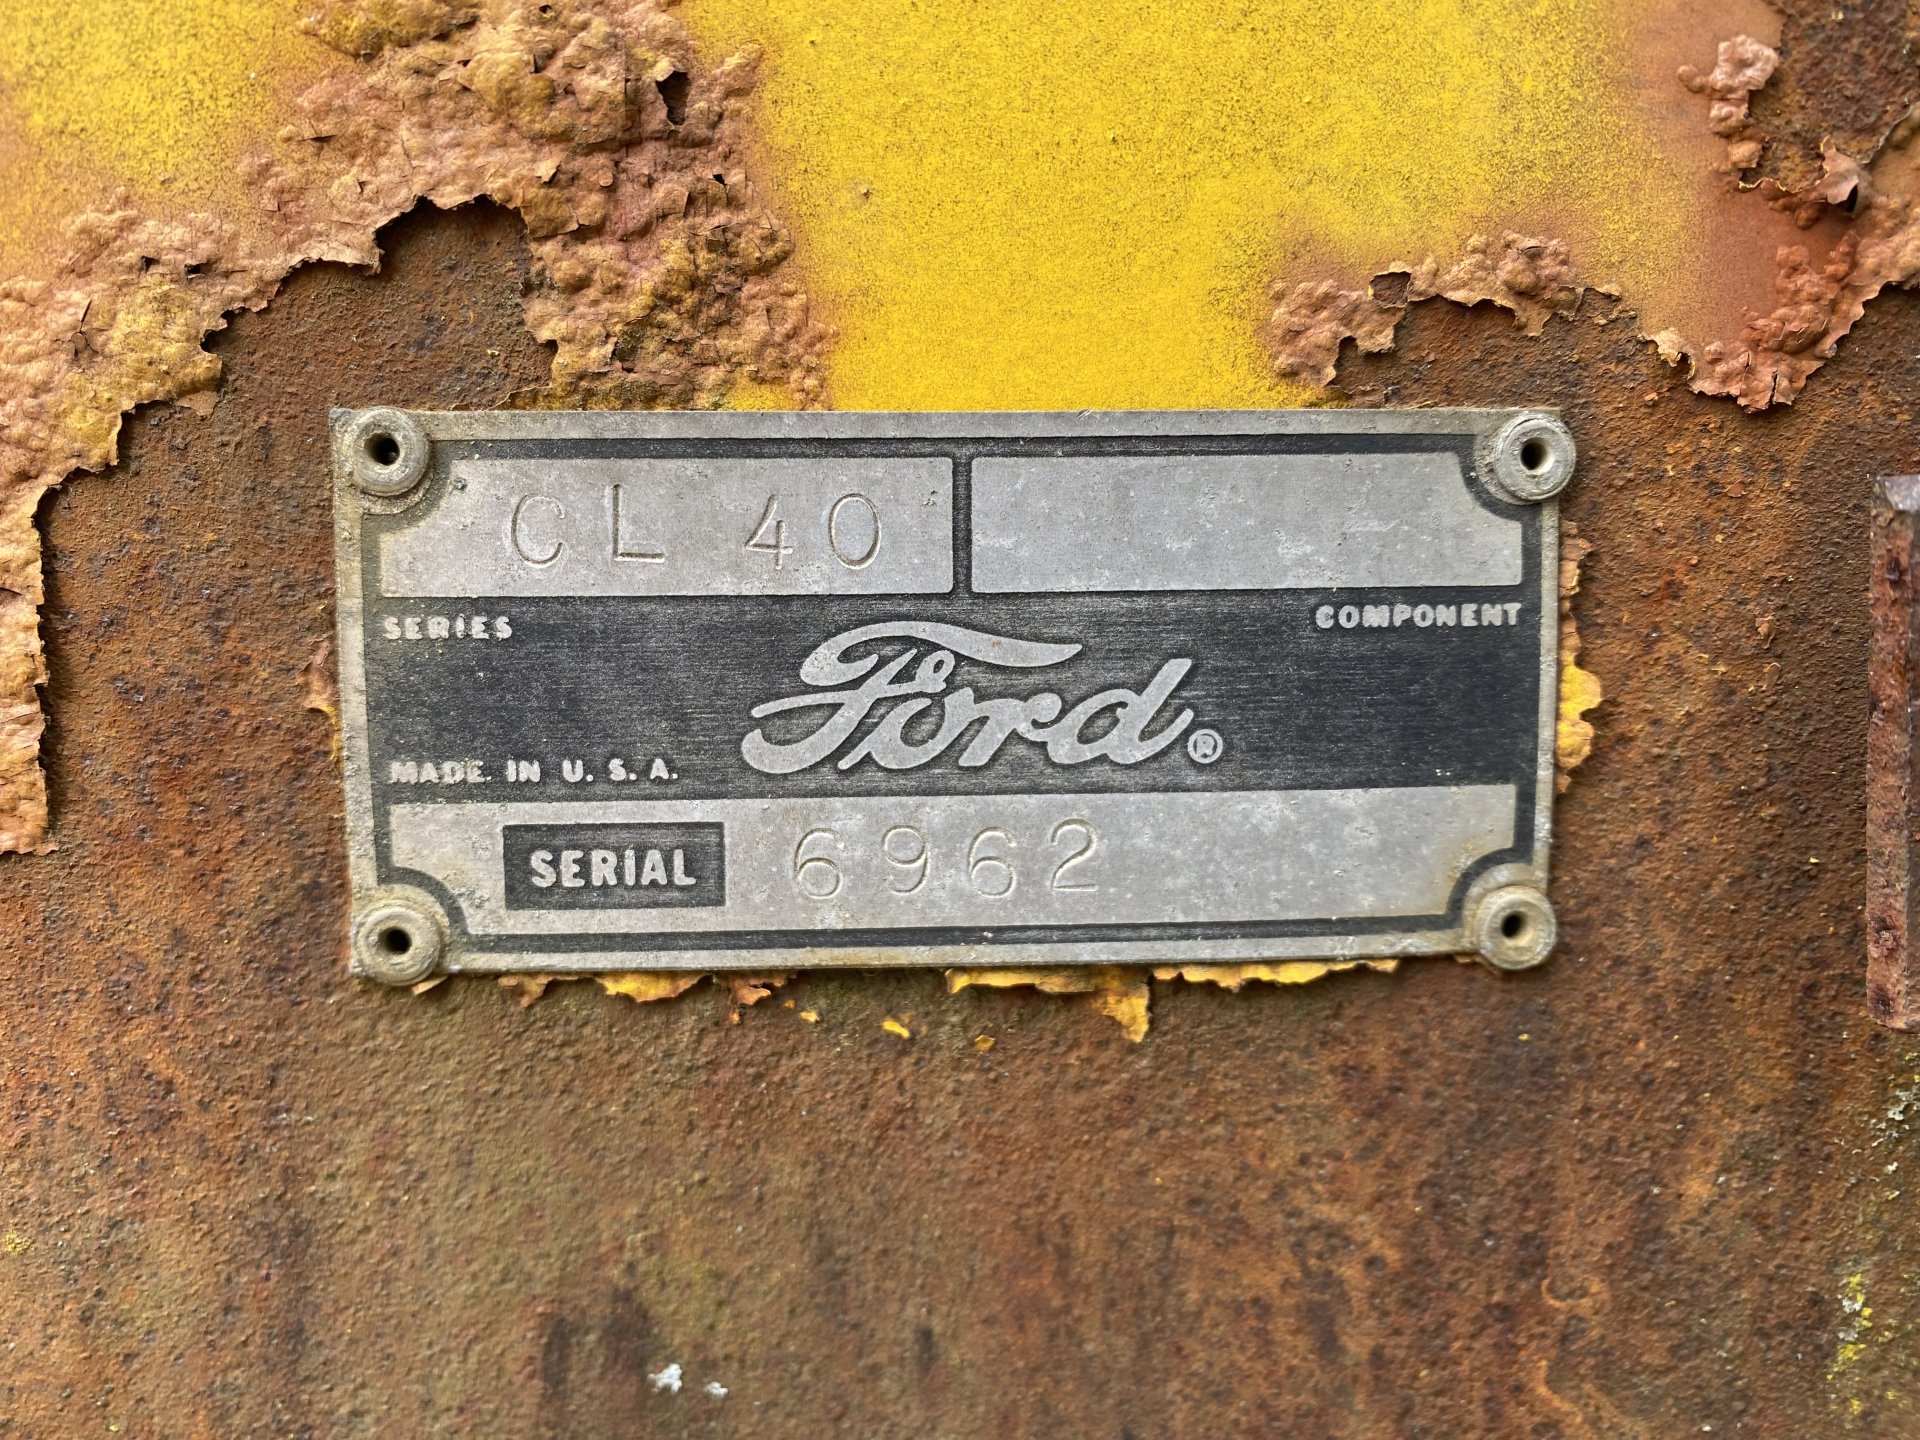 CL 40
SERIES COMPONENT
Ford®
MADE. IN U. S. A.
SERIAL 6962